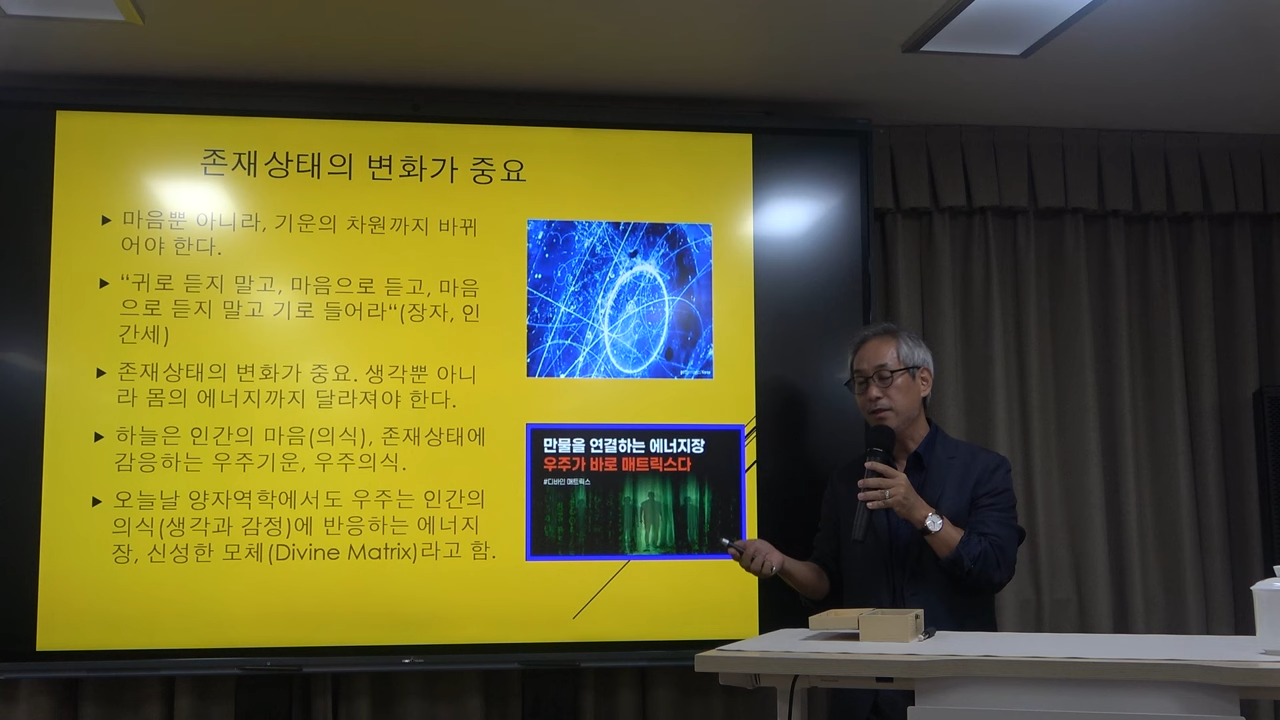 존재상태의 변화가 중요
▶ 마음뿐 아니라, 기운의 차원까지 바뀌
어야 한다.
▶ “귀로 듣지 말고, 마음으로 듣고, 마음
으로 듣지 말고 기로 들어라“(장자, 인
간세)
▶ 존재상태의 변화가 중요. 생각뿐 아니
라 몸의 에너지까지 달라져야 한다.
▶ 하늘은 인간의 마음(의식), 존재상태에
감응하는 우주기운, 우주의식.
▶ 오늘날 양자역학에서도 우주는 인간의
의식(생각과 감정)에 반응하는 에너지
장, 신성한 모체(Divine Matrix)라고 함.
만물을 연결하는 에너지장
우주가 바로 매트릭스다
#디바인 매트릭스